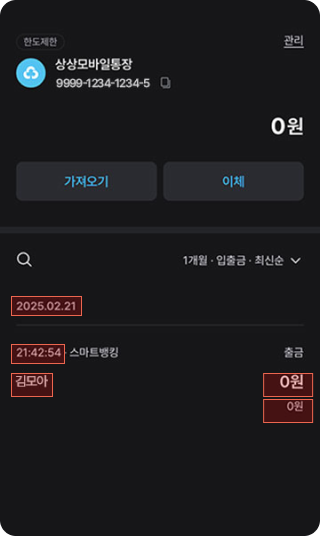 한도제한
관리
상상모바일통장
9999-1234-1234-5
0원
가져오기
이체
1개월 · 입출금 · 최신순
2025.02.21
21:42:54 · 스마트뱅킹
출금
김모아
0원
0원